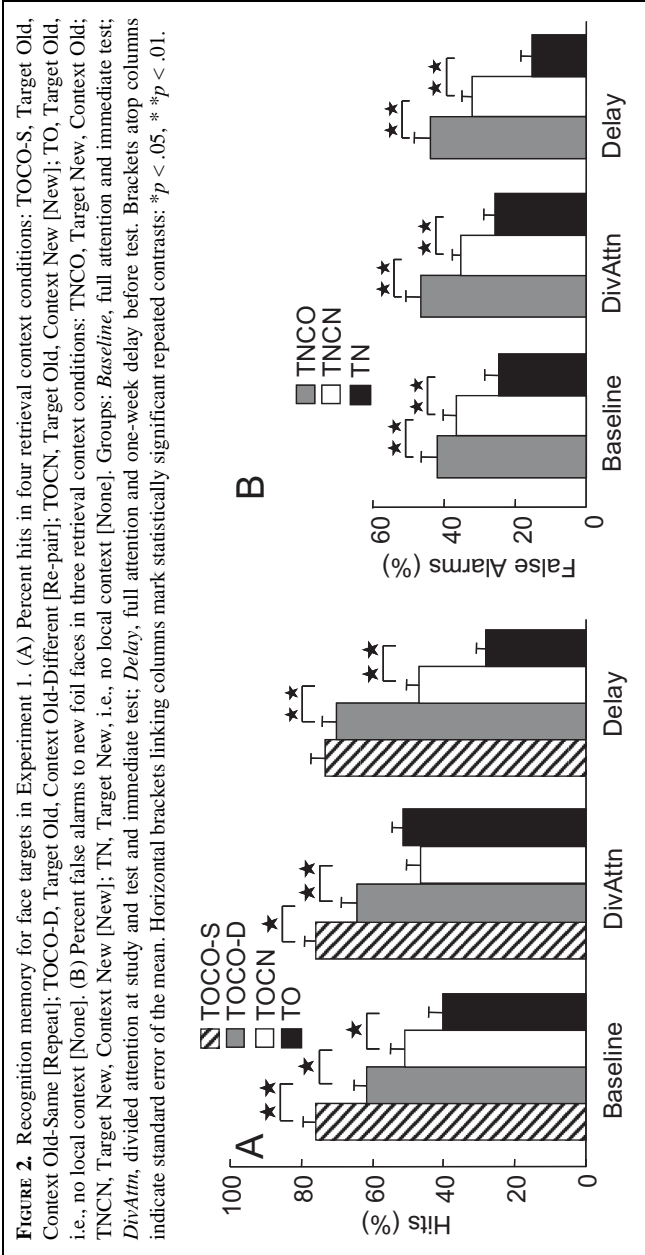 FIGURE 2. Recognition memory for face targets in Experiment 1. (A) Percent hits in four retrieval context conditions: TOCO-S, Target Old,
Context Old-Same [Repeat]; TOCO-D, Target Old, Context Old-Different [Re-pair]; TOCN, Target Old, Context New [New]; TO, Target Old,
i.e., no local context [None]. (B) Percent false alarms to new foil faces in three retrieval context conditions: TNCO, Target New, Context Old;
TNCN, Target New, Context New [New]; TN, Target New, i.e., no local context [None]. Groups: Baseline, full attention and immediate test;
DivAttn, divided attention at study and test and immediate test; Delay, full attention and one-week delay before test. Brackets atop columns
indicate standard error of the mean. Horizontal brackets linking columns mark statistically significant repeated contrasts: *p < .05, * *p < .01.
A
TOCO-S
TOCO-D
TOCN
TO
100
80
60
40
20
0
Hits (%)
Baseline
DivAttn
Delay
B
TNCO
TNCN
TN
60
40
20
0
False Alarms (%)
Baseline
DivAttn
Delay